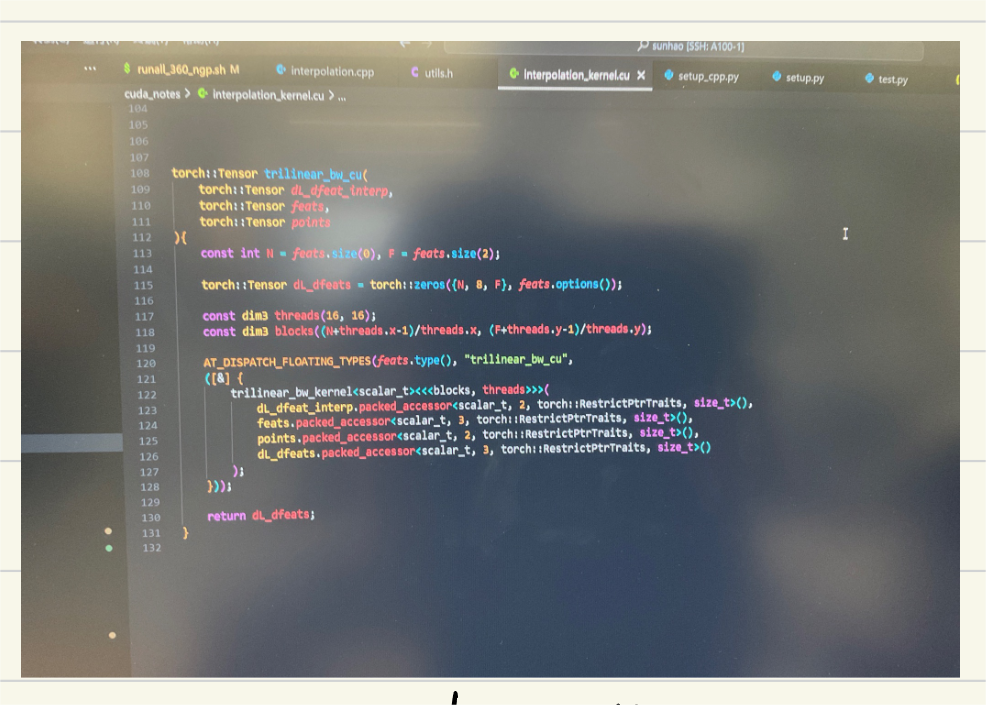 sunhao [SSH: A100-1]
... $ runall_360_ngp.sh M interpolation.cpp C utils.h interpolation_kernel.cu × setup_cpp.py setup.py test.py
cuda_notes > interpolation_kernel.cu > ...
104
105
106
107
108 torch::Tensor trilinear_bw_cu(
109 torch::Tensor dL_dfeat_interp,
110 torch::Tensor feats,
111 torch::Tensor points
112 ){
113 const int N = feats.size(0), F = feats.size(2);
114
115 torch::Tensor dL_dfeats = torch::zeros({N, 8, F}, feats.options());
116
117 const dim3 threads(16, 16);
118 const dim3 blocks((N+threads.x-1)/threads.x, (F+threads.y-1)/threads.y);
119
120 AT_DISPATCH_FLOATING_TYPES(feats.type(), "trilinear_bw_cu",
121 ([&] {
122 trilinear_bw_kernel<scalar_t><<<blocks, threads>>>(
123 dL_dfeat_interp.packed_accessor<scalar_t, 2, torch::RestrictPtrTraits, size_t>(),
124 feats.packed_accessor<scalar_t, 3, torch::RestrictPtrTraits, size_t>(),
125 points.packed_accessor<scalar_t, 2, torch::RestrictPtrTraits, size_t>(),
126 dL_dfeats.packed_accessor<scalar_t, 3, torch::RestrictPtrTraits, size_t>()
127 );
128 }));
129
130 return dL_dfeats;
131 }
132